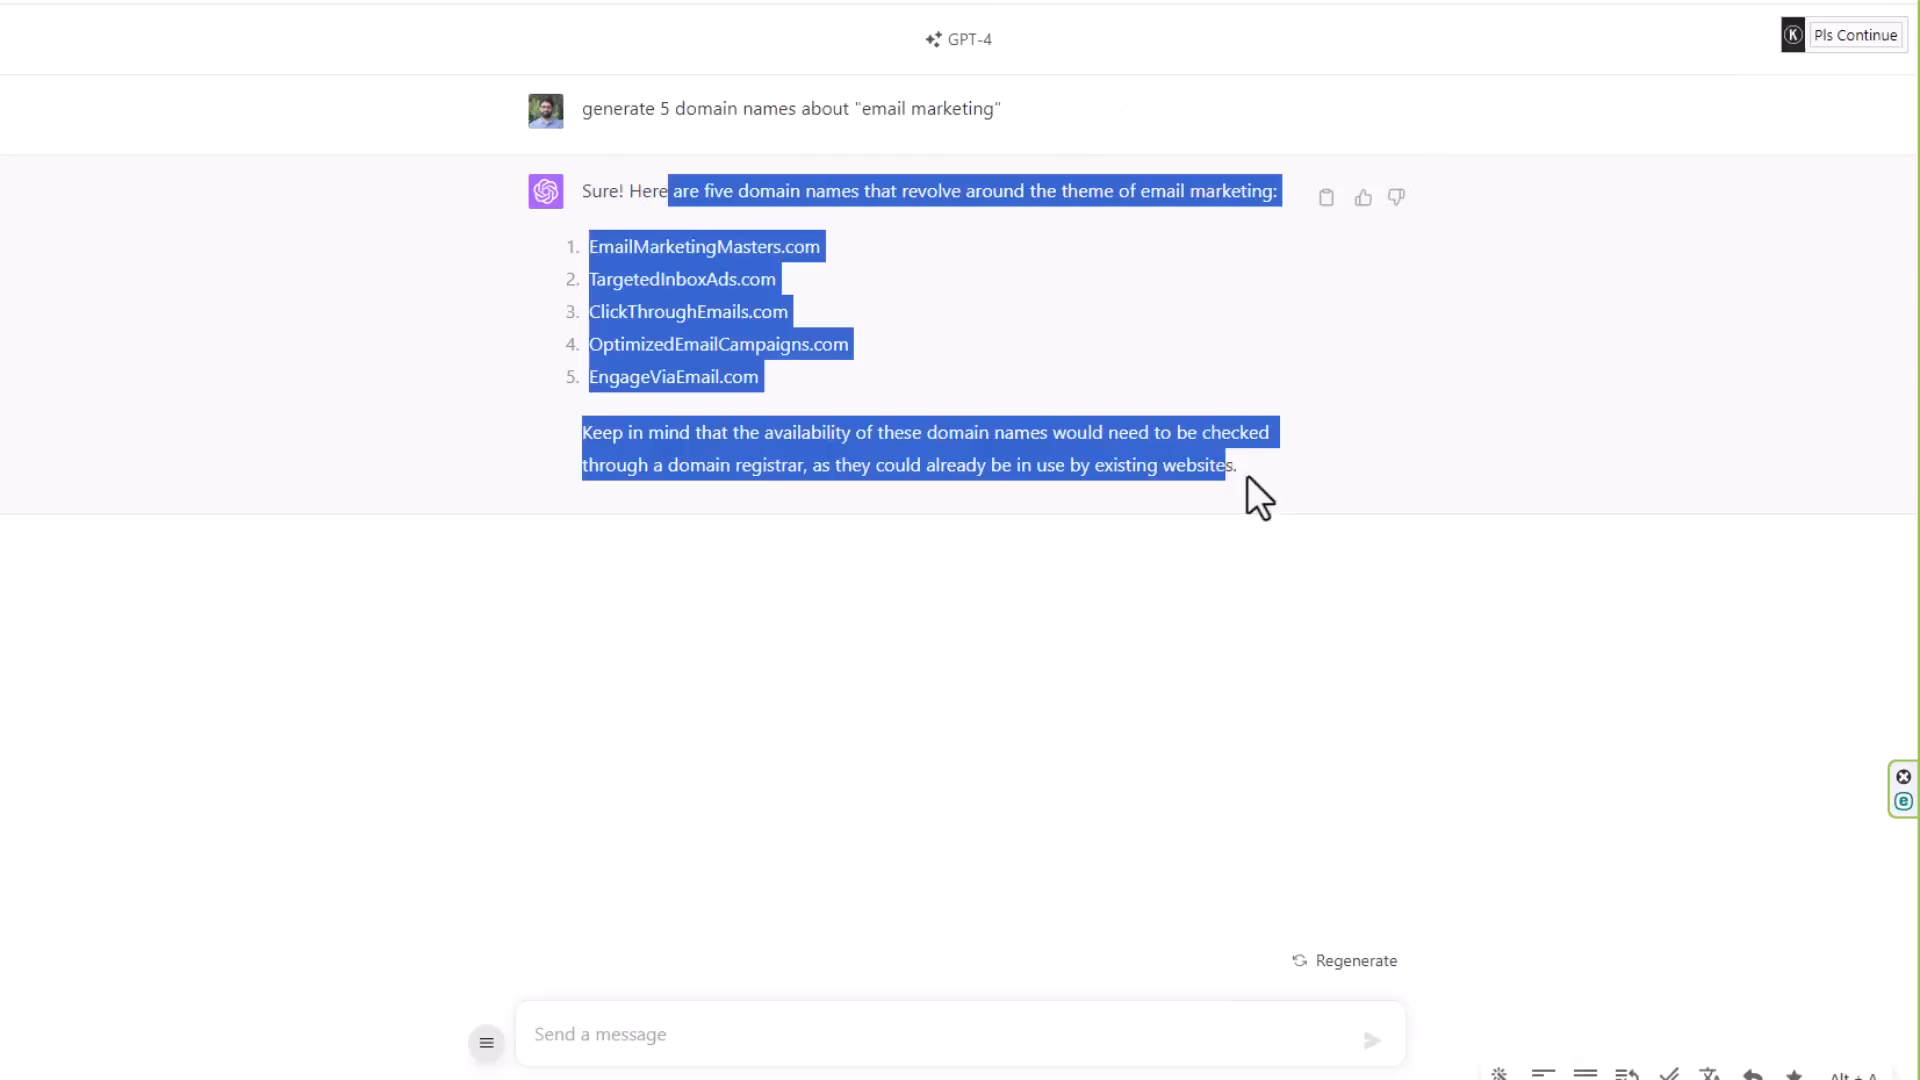 GPT-4
Pls Continue
generate 5 domain names about "email marketing"
Sure! Here are five domain names that revolve around the theme of email marketing:
1. EmailMarketingMasters.com
2. TargetedInboxAds.com
3. ClickThroughEmails.com
4. OptimizedEmailCampaigns.com
5. EngageViaEmail.com
Keep in mind that the availability of these domain names would need to be checked
through a domain registrar, as they could already be in use by existing websites.
Regenerate
Send a message
Alt + A